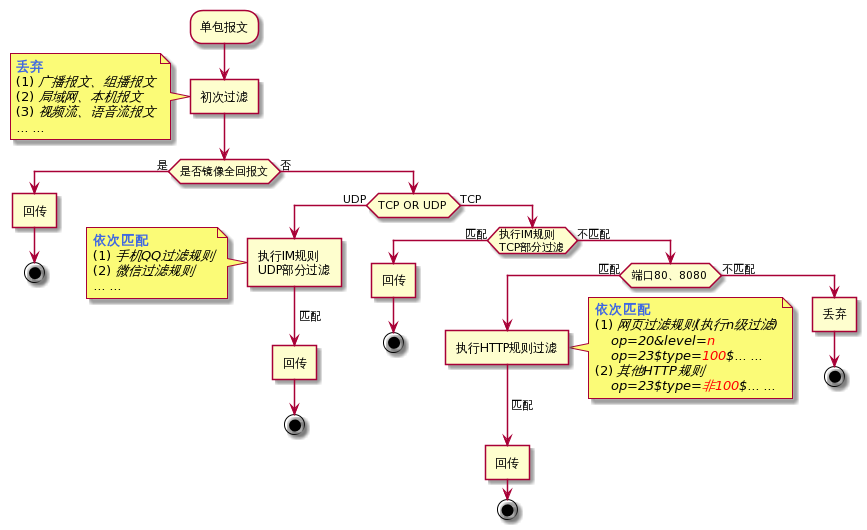 单包报文
丢弃
(1) 广播报文、组播报文
(2) 局域网、本机报文
(3) 视频流、语音流报文
... ...
初次过滤
是
是否镜像全回报文
否
回传
UDP
TCP OR UDP
TCP
依次匹配
(1) 手机QQ过滤规则
(2) 微信过滤规则
... ...
执行IM规则
UDP部分过滤
匹配
回传
匹配
执行IM规则
TCP部分过滤
不匹配
回传
匹配
端口80、8080
不匹配
执行HTTP规则过滤
依次匹配
(1) 网页过滤规则(执行n级过滤)
op=20&level=n
op=23$type=100$... ...
(2) 其他HTTP规则
op=23$type=非100$... ...
丢弃
匹配
回传